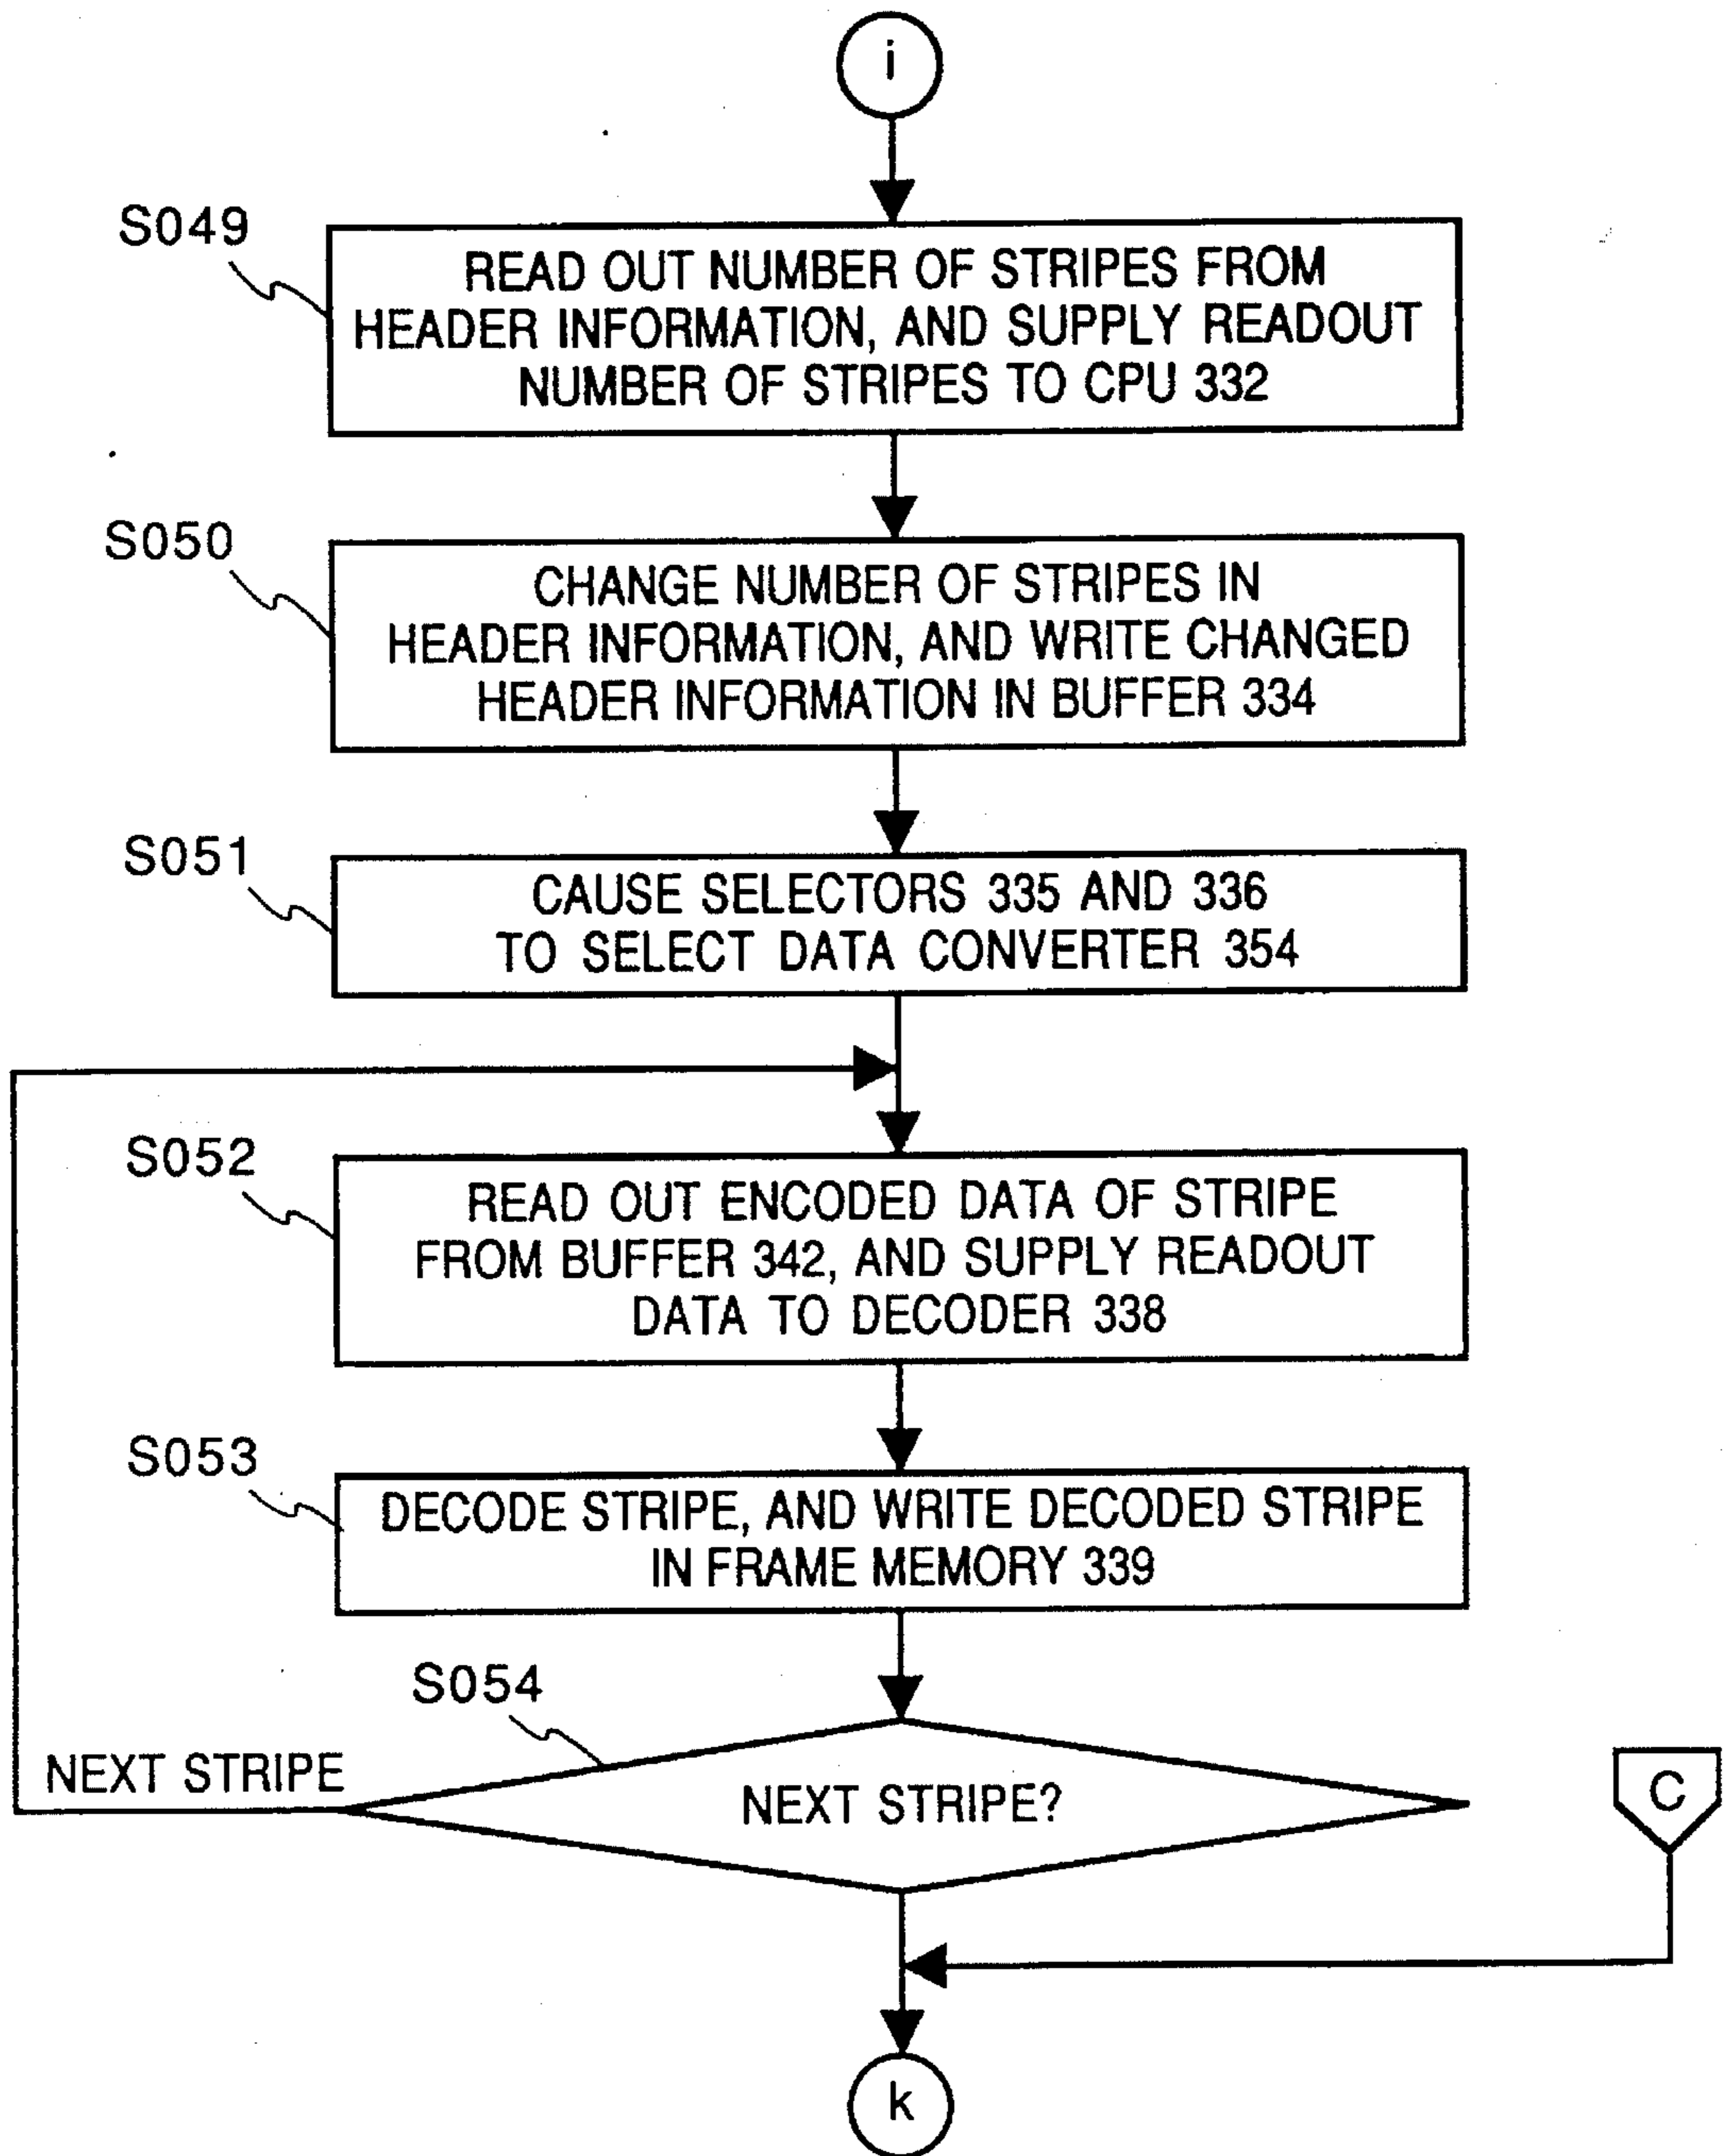 i
S049
READ OUT NUMBER OF STRIPES FROM
HEADER INFORMATION, AND SUPPLY READOUT
NUMBER OF STRIPES TO CPU 332
S050
CHANGE NUMBER OF STRIPES IN
HEADER INFORMATION, AND WRITE CHANGED
HEADER INFORMATION IN BUFFER 334
S051
CAUSE SELECTORS 335 AND 336
TO SELECT DATA CONVERTER 354
S052
READ OUT ENCODED DATA OF STRIPE
FROM BUFFER 342, AND SUPPLY READOUT
DATA TO DECODER 338
S053
DECODE STRIPE, AND WRITE DECODED STRIPE
IN FRAME MEMORY 339
S054
NEXT STRIPE
NEXT STRIPE?
C
k